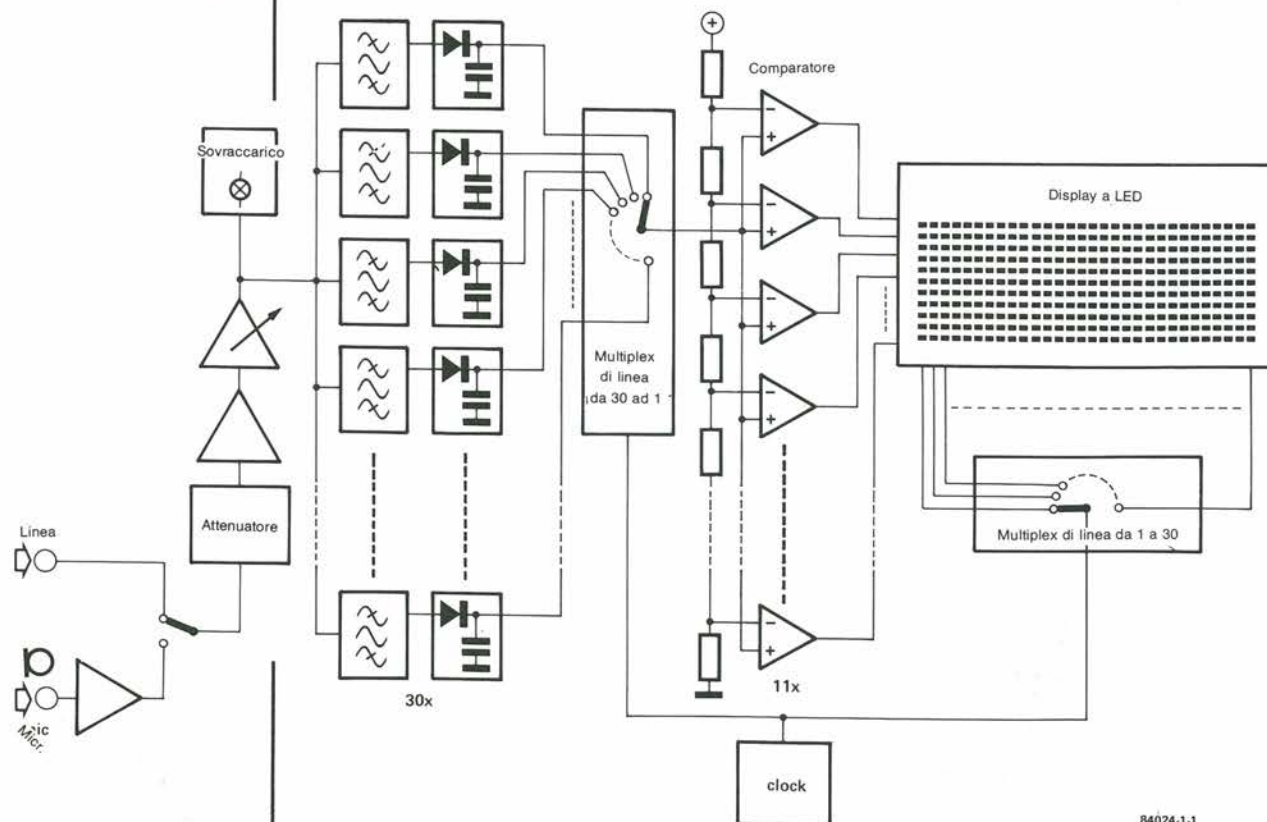 Comparatore
Sovraccarico
Display a LED
Multiplex
di linea
da 30 ad 1
Attenuatore
Linea
Multiplex di linea da 1 a 30
30x
11x
Micr.
clock
84024-1-1